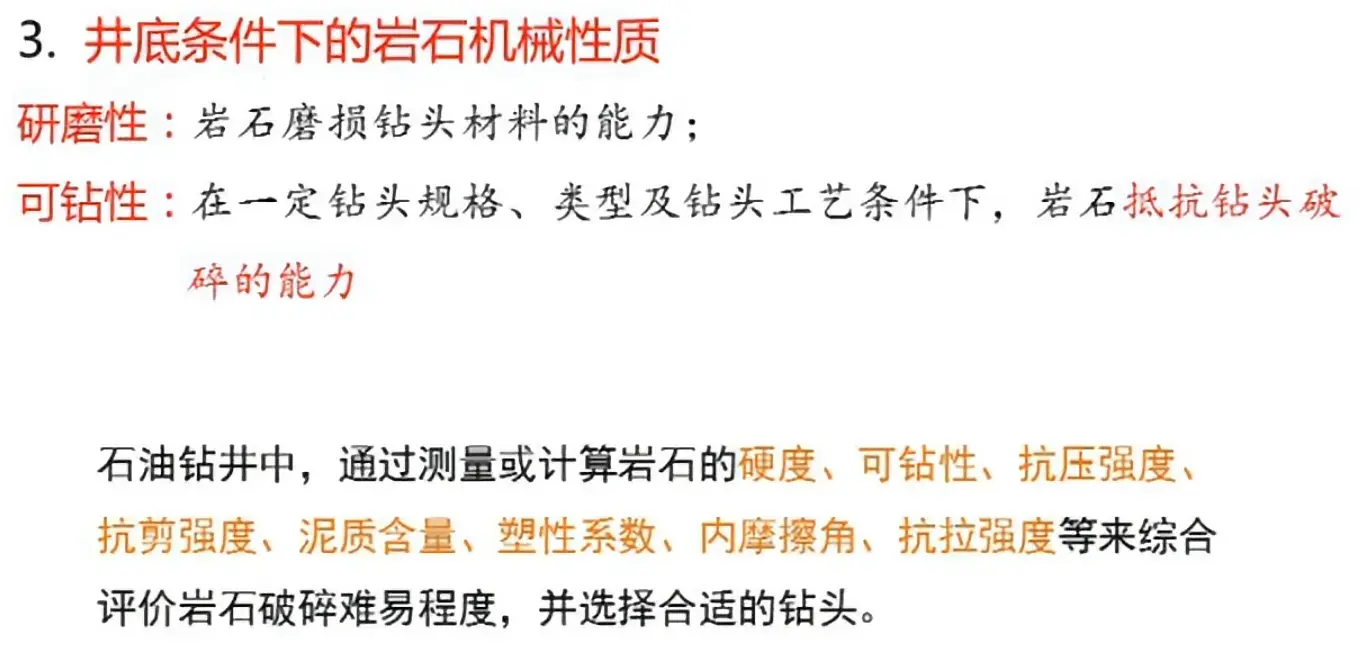 3. 井底条件下的岩石机械性质
研磨性：岩石磨损钻头材料的能力；
可钻性：在一定钻头规格、类型及钻头工艺条件下，岩石抵抗钻头破
碎的能力
石油钻井中，通过测量或计算岩石的硬度、可钻性、抗压强度、
抗剪强度、泥质含量、塑性系数、内摩擦角、抗拉强度等来综合
评价岩石破碎难易程度，并选择合适的钻头。